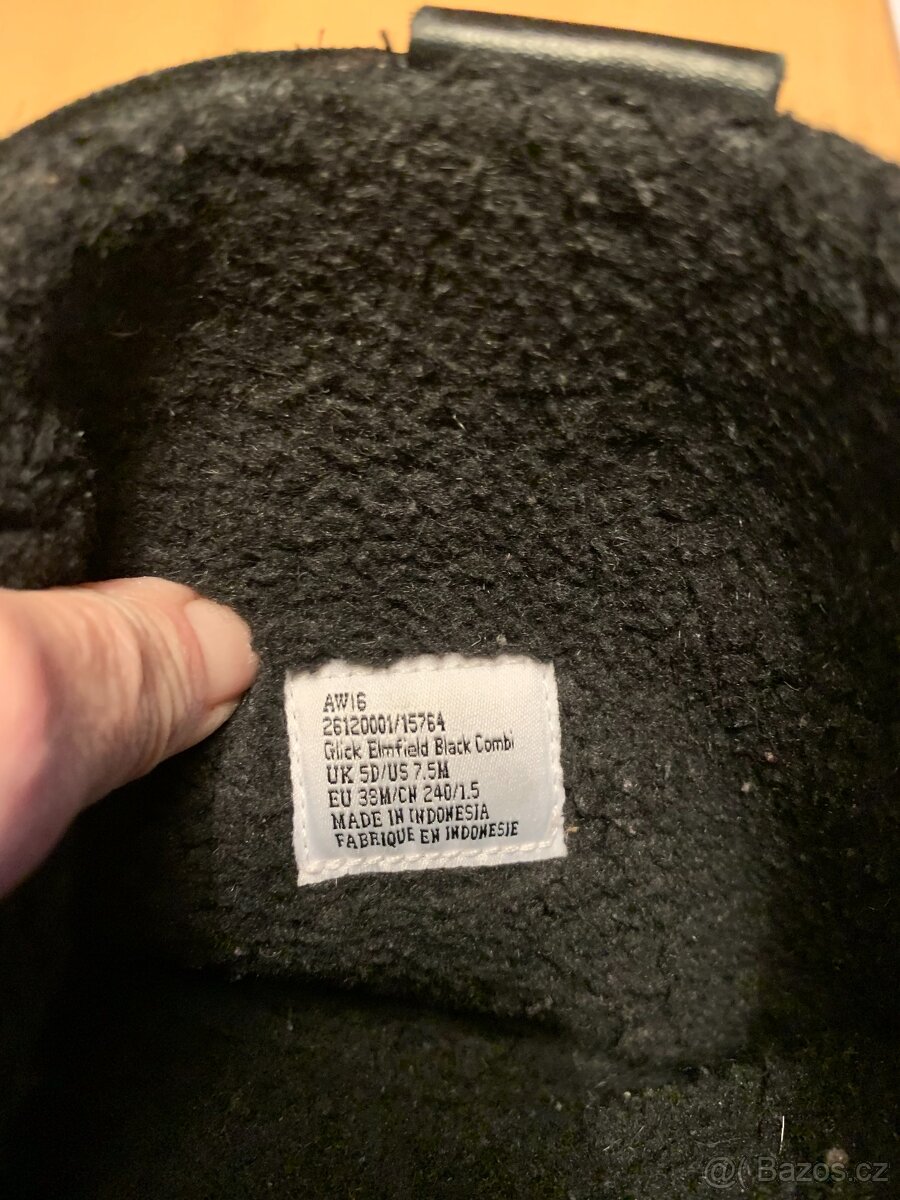 AW16
26120001/15764
Glick Elmfield Black Combi
UK 5D/US 7.5M
EU 38M/CN 240/1.5
MADE IN INDONESIA
FABRIQUE EN INDONESIE
@( Bazos.cz